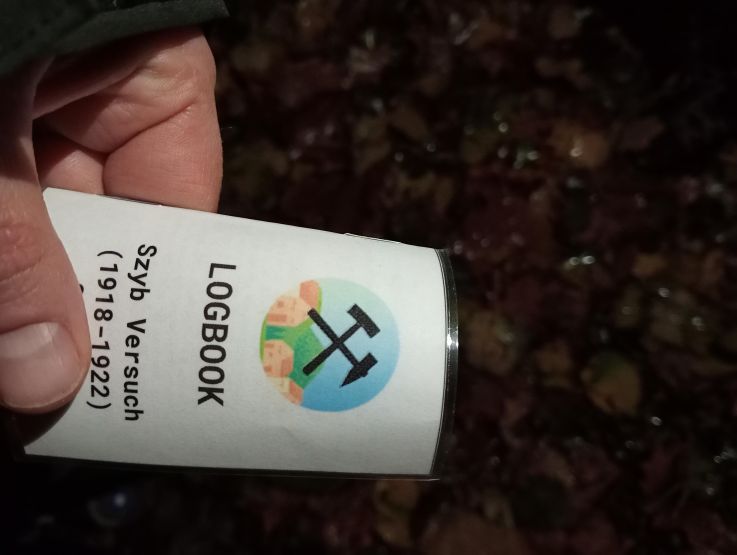 LOGBOOK
Szyb Versuch
(1918-1922)